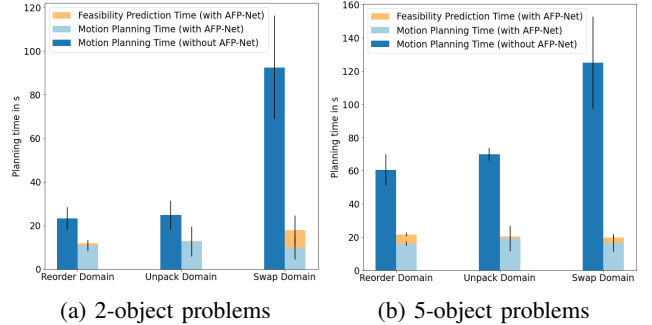 120
100
80
60
40
20
0
Planning time in s
Feasibility Prediction Time (with AFP-Net)
Motion Planning Time (with AFP-Net)
Motion Planning Time (without AFP-Net)
Reorder Domain
Unpack Domain
Swap Domain
(a) 2-object problems
160
140
120
100
80
60
40
20
0
Planning time in s
Feasibility Prediction Time (with AFP-Net)
Motion Planning Time (with AFP-Net)
Motion Planning Time (without AFP-Net)
Reorder Domain
Unpack Domain
Swap Domain
(b) 5-object problems